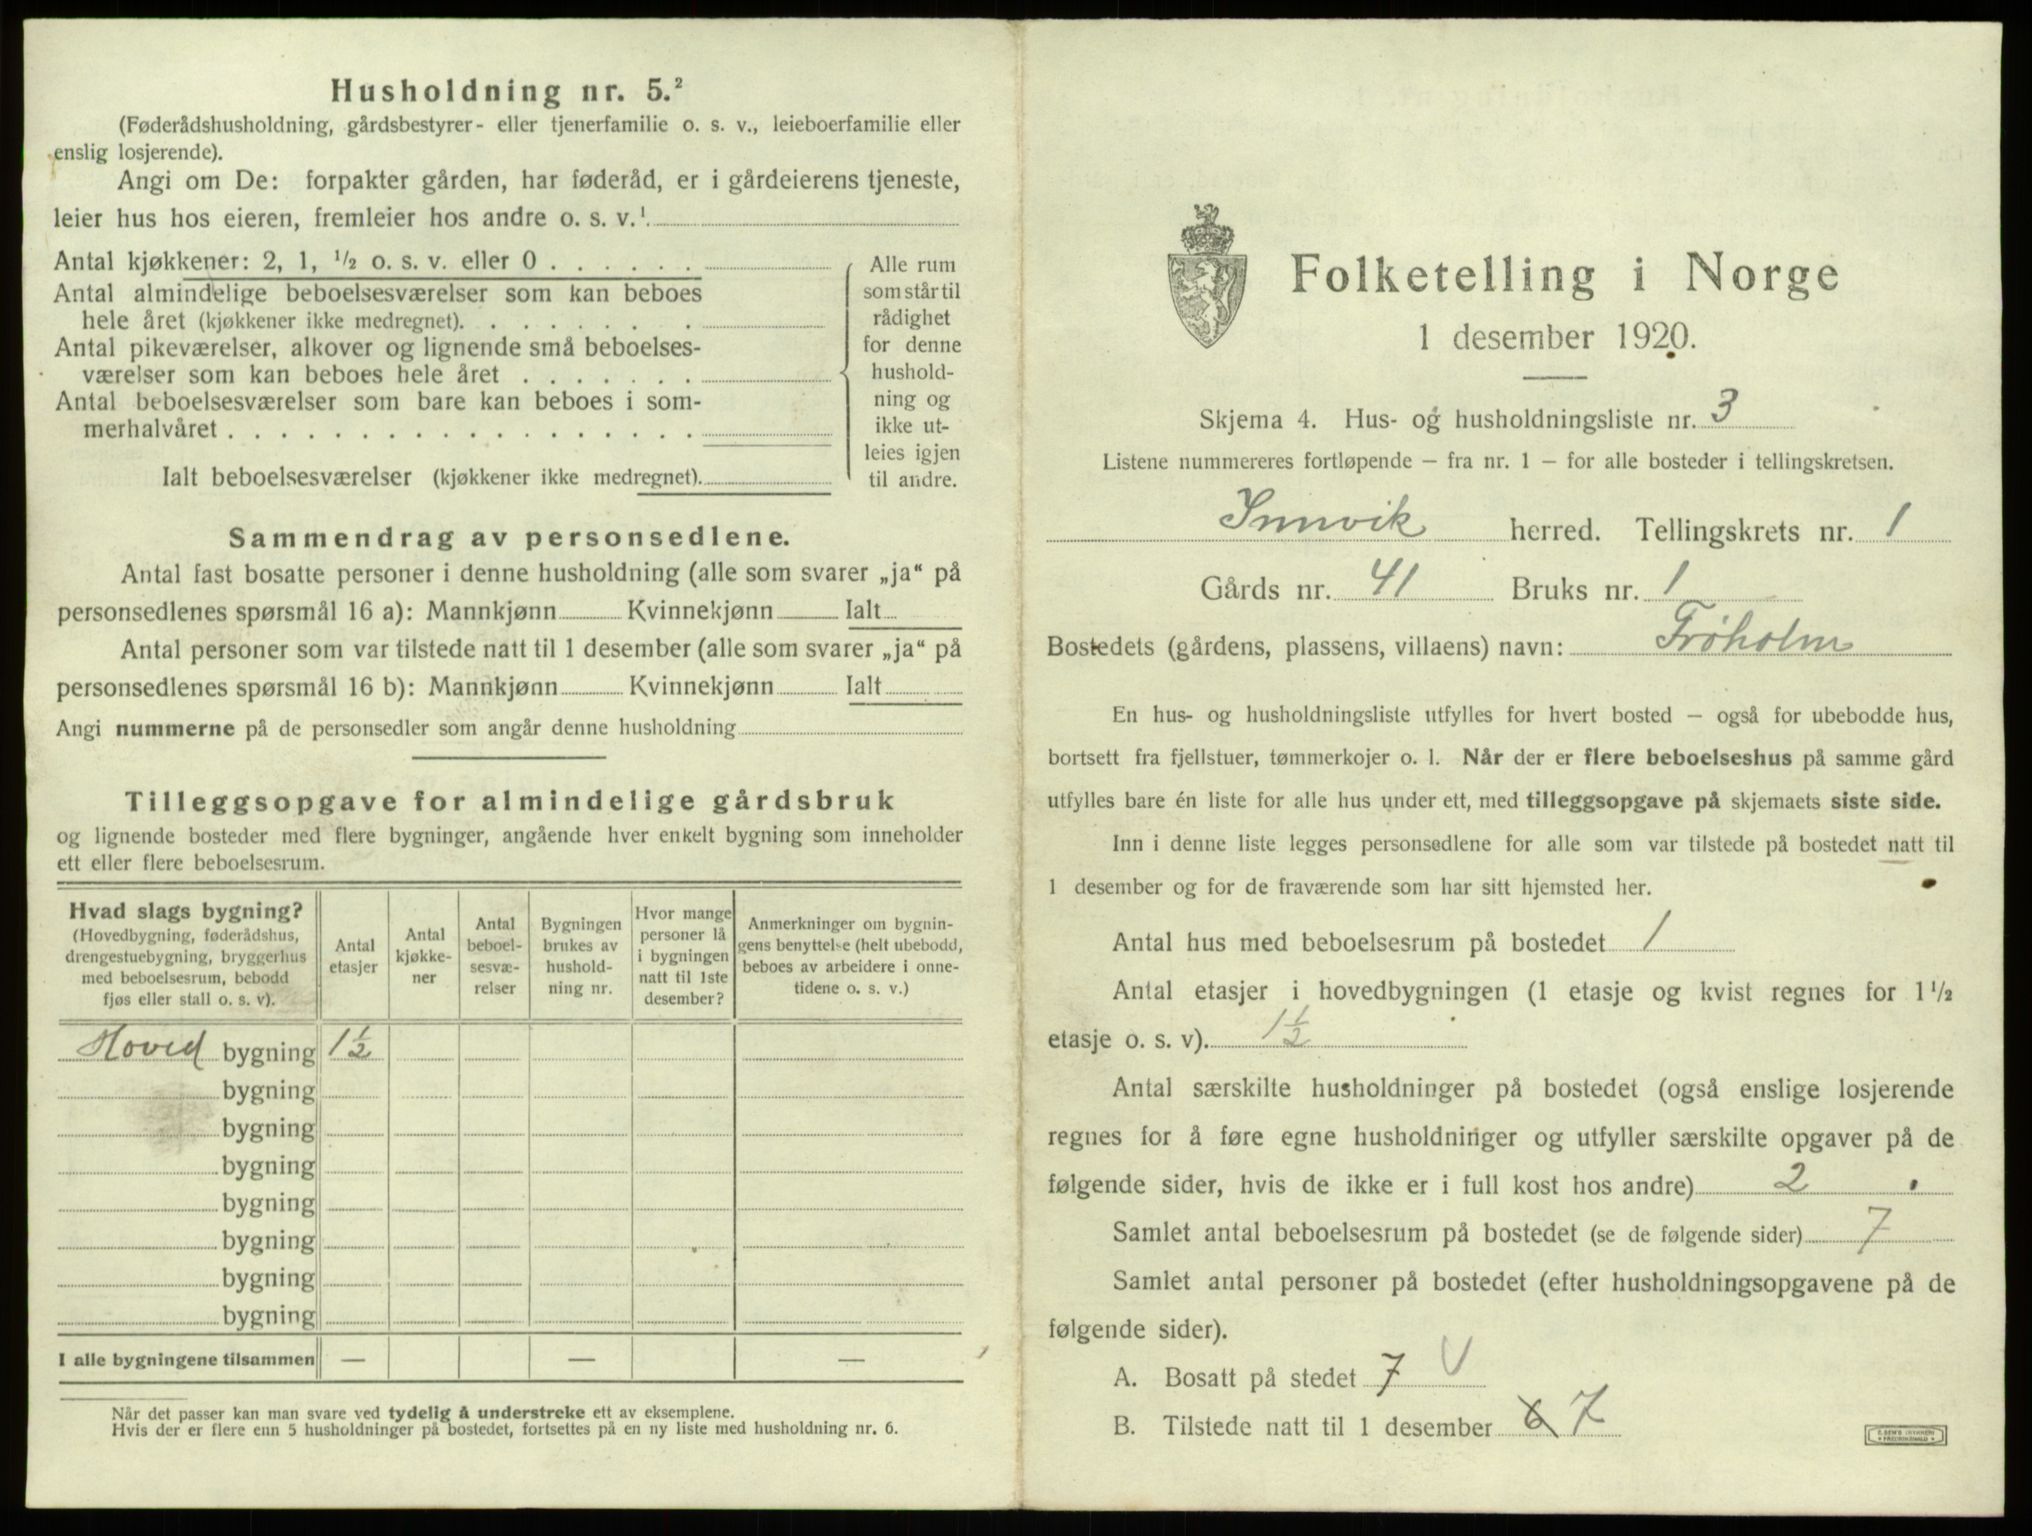 Husholdning nr. 5.²
(Føderådshusholdning, gårdsbestyrer- eller tjenerfamilie o. s. v., leieboerfamilie eller
enslig losjerende).
Angi om De: forpakter gården, har føderåd, er i gårdeierens tjeneste,
leier hus hos eieren, fremleier hos andre o. s. v.¹
Antal kjøkkener: 2, 1, ¹/₂ o. s. v. eller 0 . . . . . .
Antal almindelige beboelsesværelser som kan beboes
hele året (kjøkkener ikke medregnet). . . . . . . .
Antal pikeværelser, alkover og lignende små beboelses-
værelser som kan beboes hele året . . . . . . .
Antal beboelsesværelser som bare kan beboes i som-
merhalvåret . . . . . . . . . . . . . . . . . .
Ialt beboelsesværelser (kjøkkener ikke medregnet).
Alle rum
som står til
rådighet
for denne
hushold-
ning og
ikke ut-
leies igjen
til andre.
Sammendrag av personsedlene.
Antal fast bosatte personer i denne husholdning (alle som svarer „ja“ på
personsedlenes spørsmål 16 a): Mannkjønn Kvinnekjønn Ialt
Antal personer som var tilstede natt til 1 desember (alle som svarer „ja“ på
personsedlenes spørsmål 16 b): Mannkjønn Kvinnekjønn Ialt
Angi nummerne på de personsedler som angår denne husholdning
Tilleggsopgave for almindelige gårdsbruk
og lignende bosteder med flere bygninger, angående hver enkelt bygning som inneholder
ett eller flere beboelsesrum.
Hvad slags bygning?
(Hovedbygning, føderådshus,
drengestuebygning, bryggerhus
med beboelsesrum, bebodd
fjøs eller stall o. s. v).
Antal
etasjer
Antal
kjøkke-
ner
Antal
beboel-
sesvæ-
relser
Bygningen
brukes av
hushold-
ning nr.
Hvor mange
personer lå
i bygningen
natt til 1ste
desember?
Anmerkninger om bygnin-
gens benyttelse (helt ubebodd,
beboes av arbeidere i onne-
tidene o. s. v.)
Hoved bygning 1½
bygning
bygning
bygning
bygning
bygning
bygning
bygning
I alle bygningene tilsammen — — —
Når det passer kan man svare ved tydelig å understreke ett av eksemplene.
Hvis der er flere enn 5 husholdninger på bostedet, fortsettes på en ny liste med husholdning nr. 6.
Folketelling i Norge
1 desember 1920.
Skjema 4. Hus- og husholdningsliste nr. 3
Listene nummereres fortløpende — fra nr. 1 — for alle bosteder i tellingskretsen.
Innvik herred. Tellingskrets nr. 1
Gårds nr. 41 Bruks nr. 1
Bostedets (gårdens, plassens, villaens) navn: Frøholm
En hus- og husholdningsliste utfylles for hvert bosted — også for ubebodde hus,
bortsett fra fjellstuer, tømmerkojer o. l. Når der er flere beboelseshus på samme gård
utfylles bare én liste for alle hus under ett, med tilleggsopgave på skjemaets siste side.
Inn i denne liste legges personsedlene for alle som var tilstede på bostedet natt til
1 desember og for de fraværende som har sitt hjemsted her.
Antal hus med beboelsesrum på bostedet 1
Antal etasjer i hovedbygningen (1 etasje og kvist regnes for 1¹/₂
etasje o. s. v). 1½
Antal særskilte husholdninger på bostedet (også enslige losjerende
regnes for å føre egne husholdninger og utfyller særskilte opgaver på de
følgende sider, hvis de ikke er i full kost hos andre) 2
Samlet antal beboelsesrum på bostedet (se de følgende sider) 7
Samlet antal personer på bostedet (efter husholdningsopgavene på de
følgende sider).
A. Bosatt på stedet 7
B. Tilstede natt til 1 desember 6 7